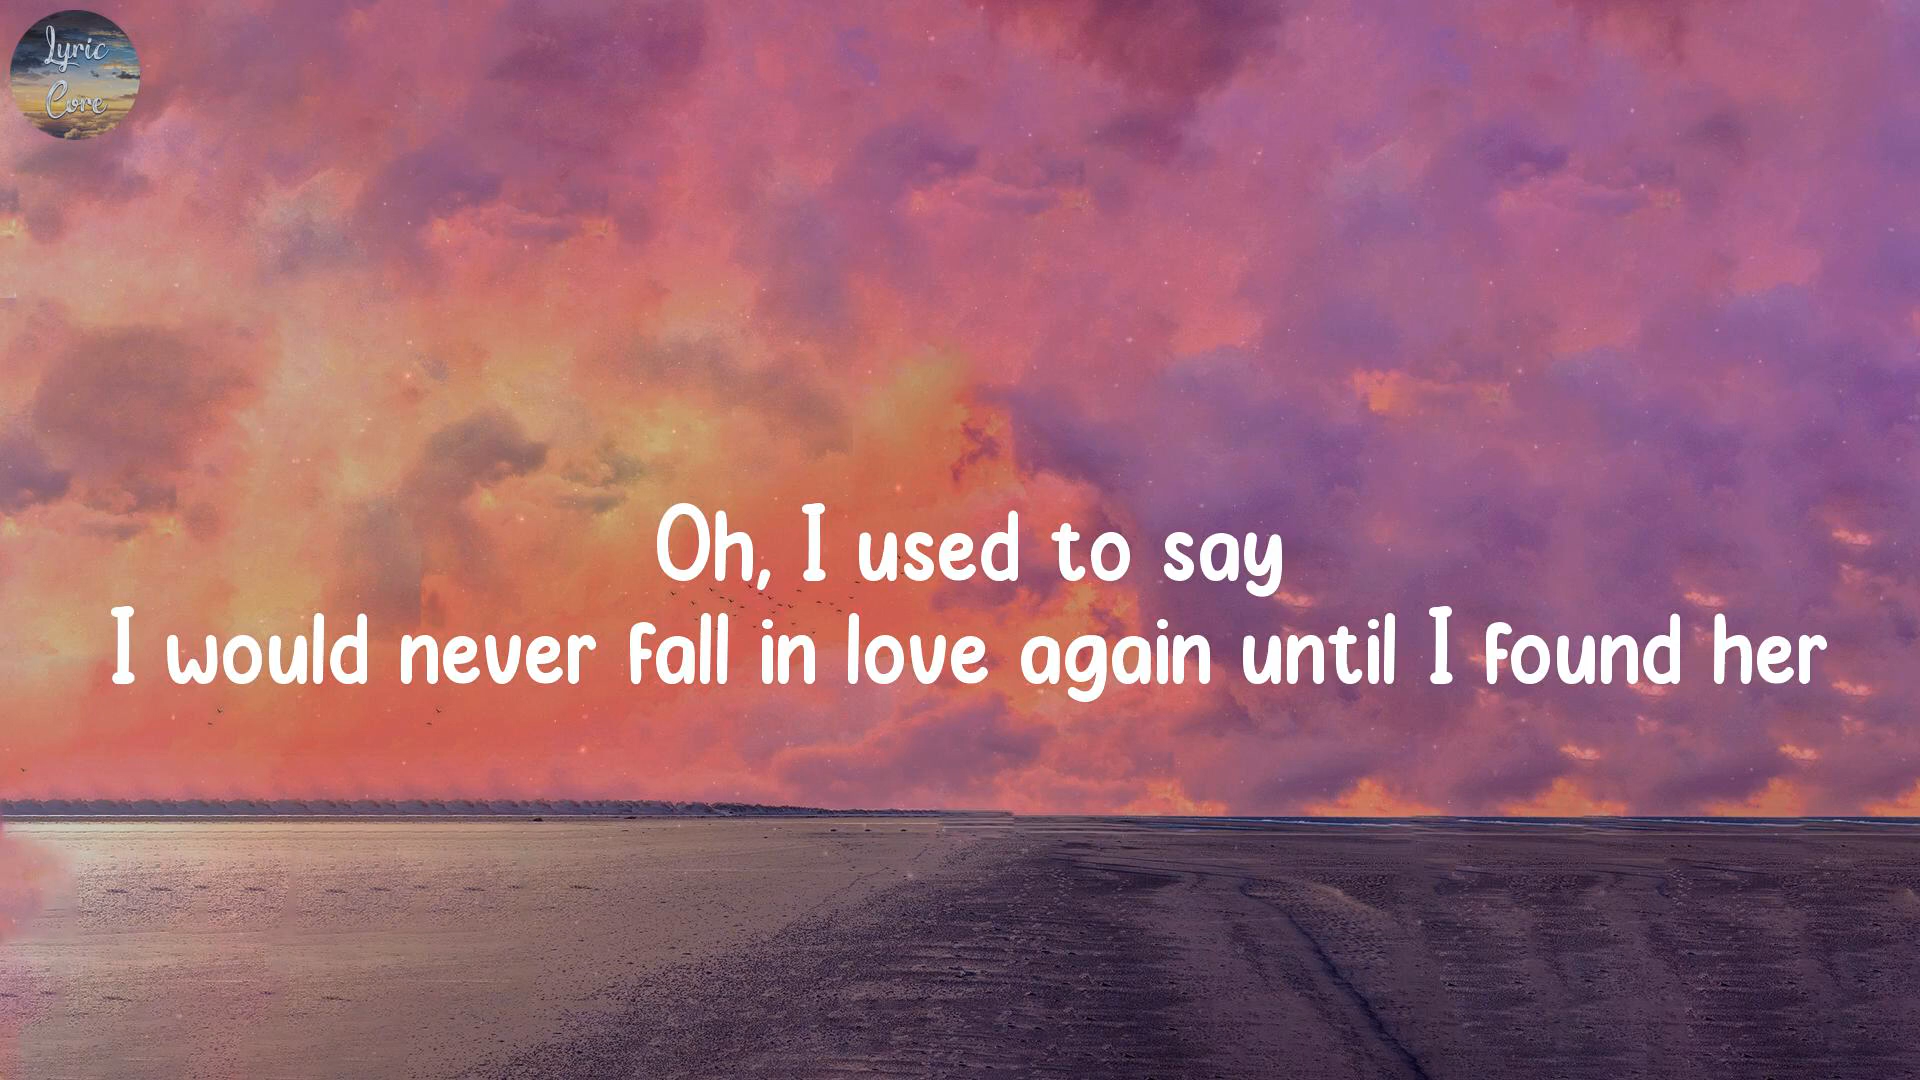 Lyric
Core
Oh, I used to say
I would never fall in love again until I found her